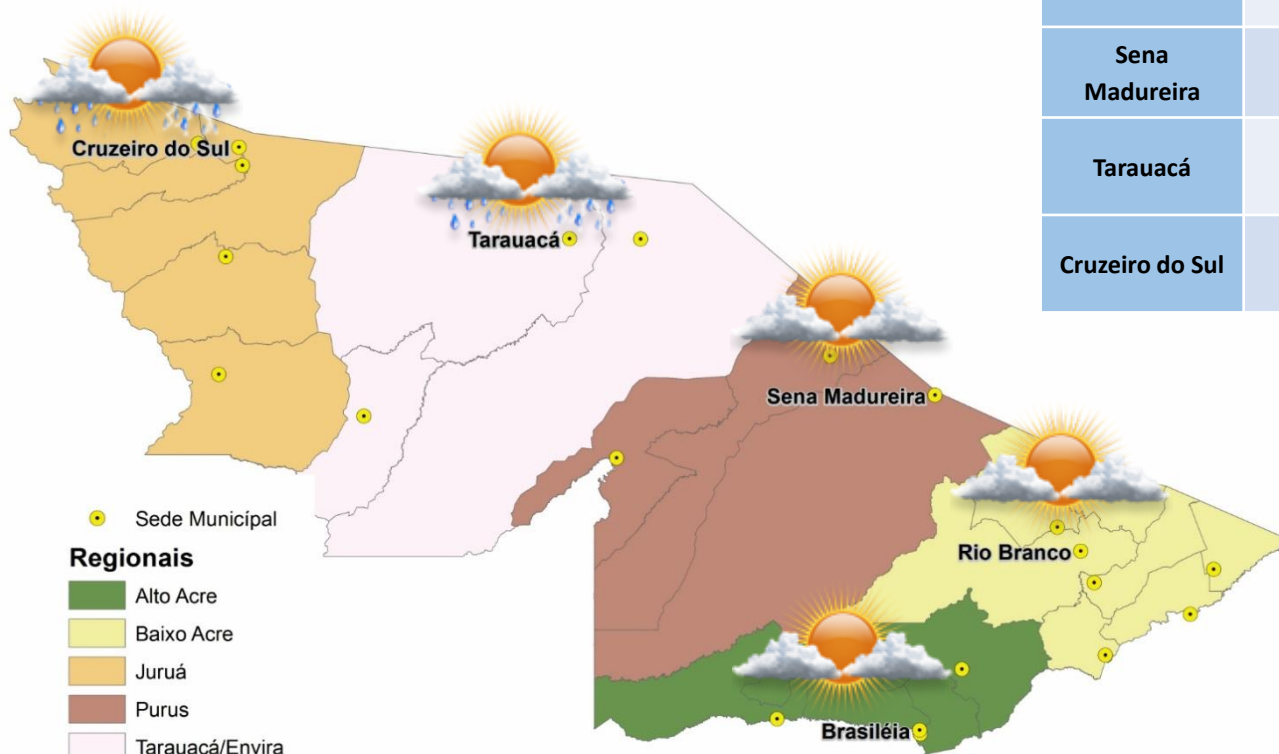 Sena
Madureira
Tarauacá
Cruzeiro do Sul
Cruzeiro do Sul
Tarauacá
Sena Madureira
Rio Branco
Brasiléia
Sede Municípal
Regionais
Alto Acre
Baixo Acre
Juruá
Purus
Tarauacá/Envira